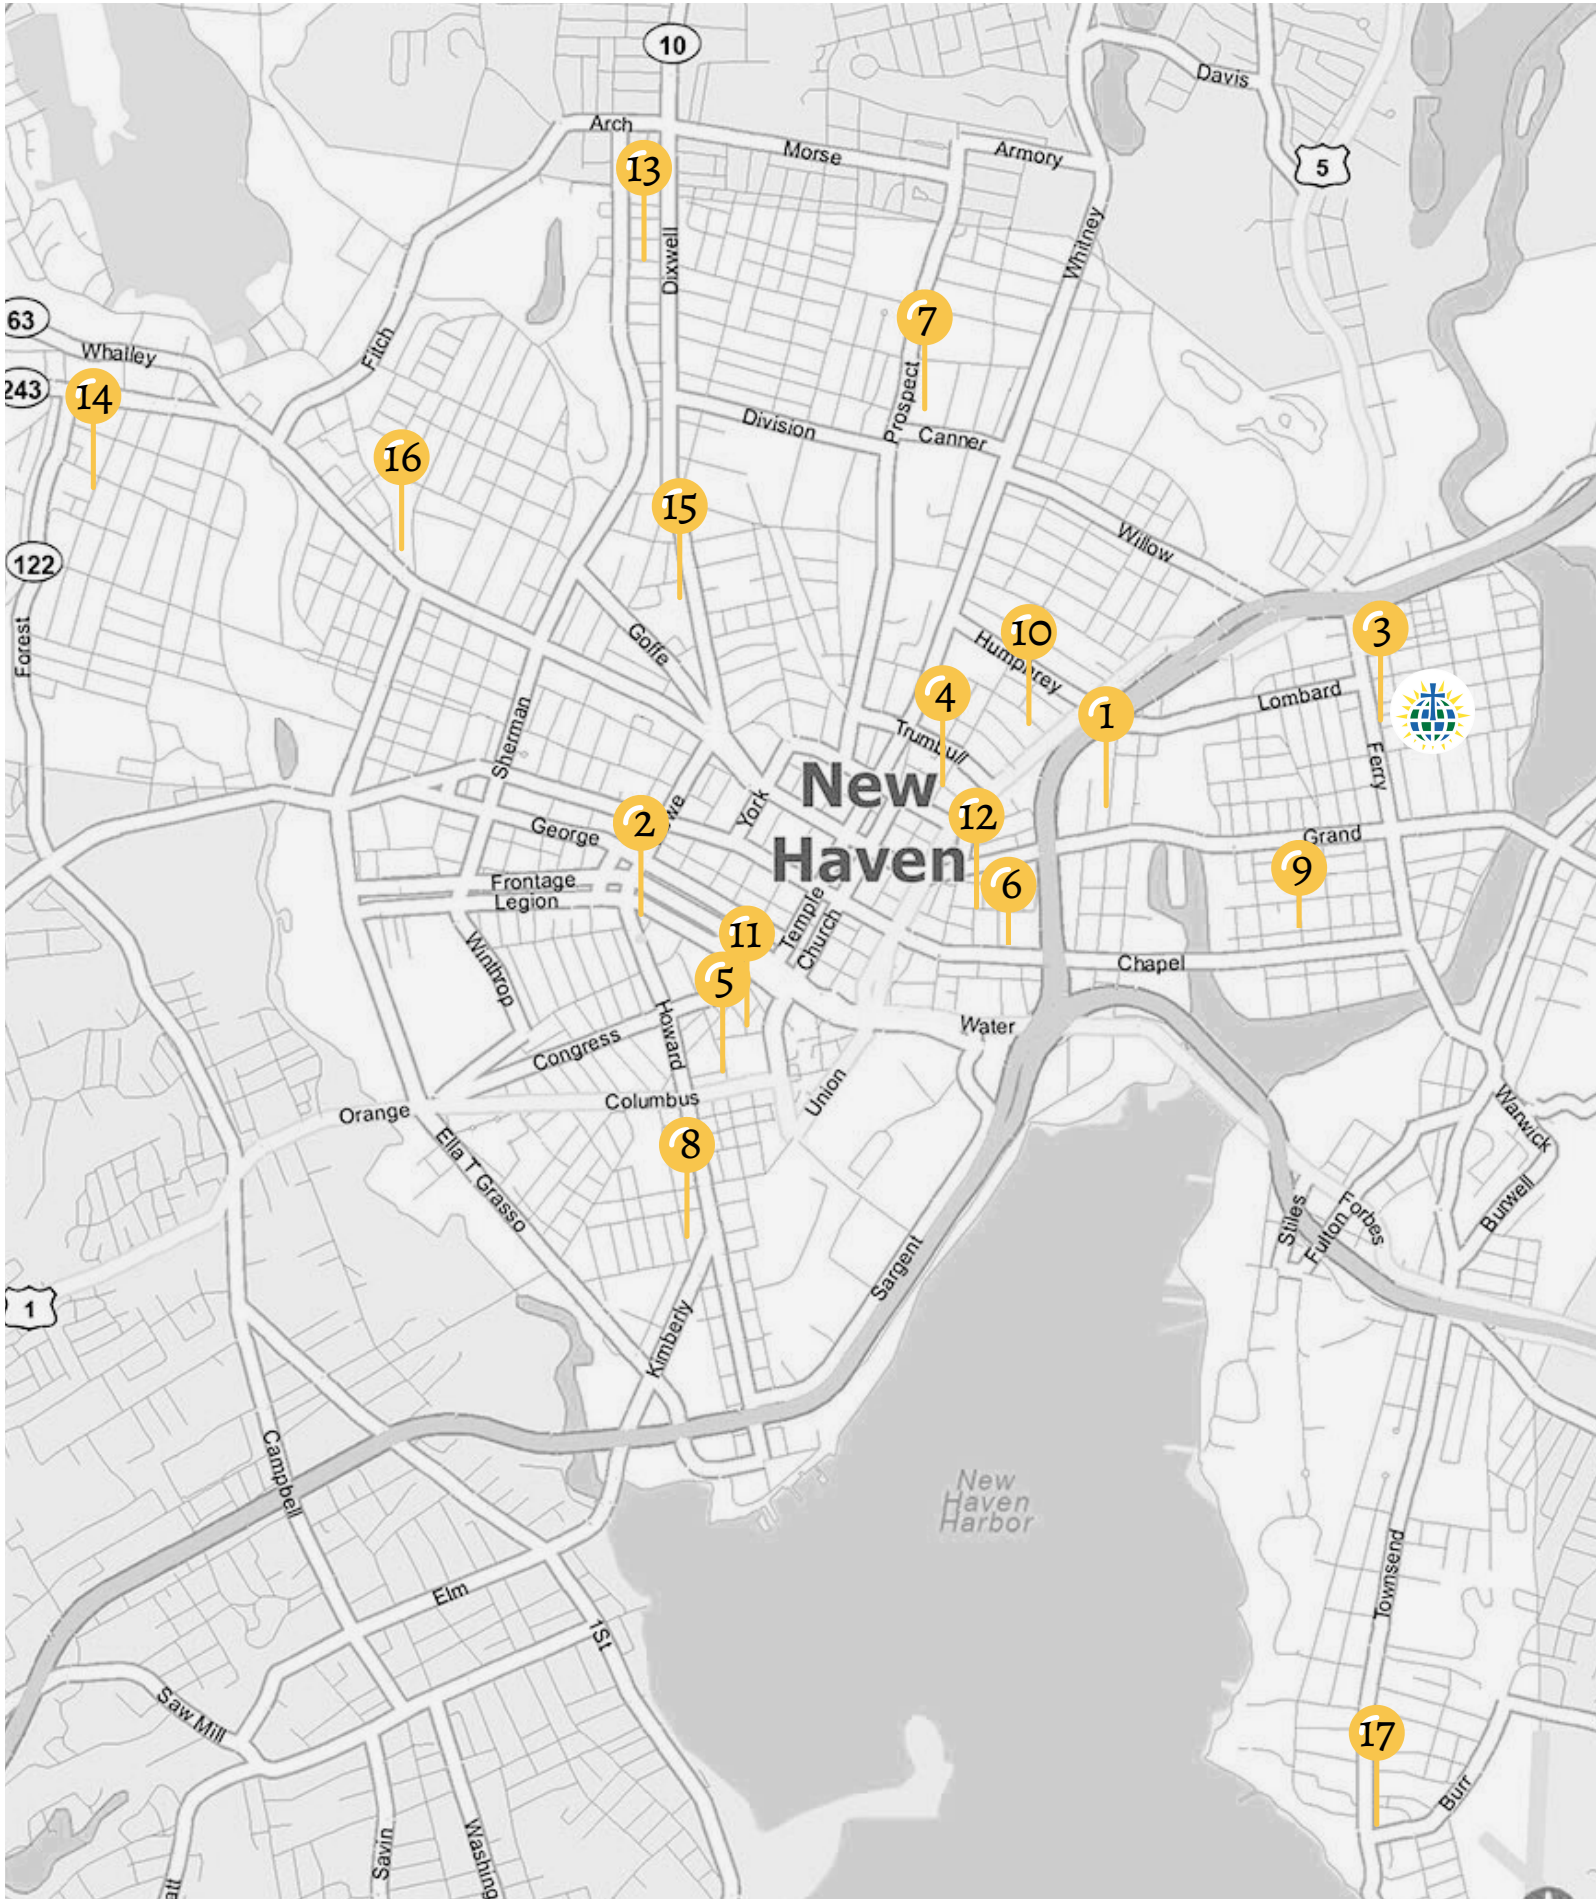 10
Davis
Arch
Morse
Armory
5
13
Dixwell
Whitney
63
Whalley
Fitch
7
243
14
Prospect
Division
Canner
16
15
Willow
122
Forest
Goffe
10
Humphrey
3
4
1
Lombard
Sherman
Trumbull
Ferry
New
Haven
York
2
George
12
Grand
9
6
Frontage
Legion
Temple
Church
11
5
Winthrop
Chapel
Howard
Water
Congress
Union
Columbus
Orange
Warwick
8
Ella T Grasso
Burwell
Stiles
Fulton
Forbes
Sargent
1
Kimberly
Campbell
New
Haven
Harbor
Townsend
Elm
1St
Saw Mill
17
Burr
Savin
Washing